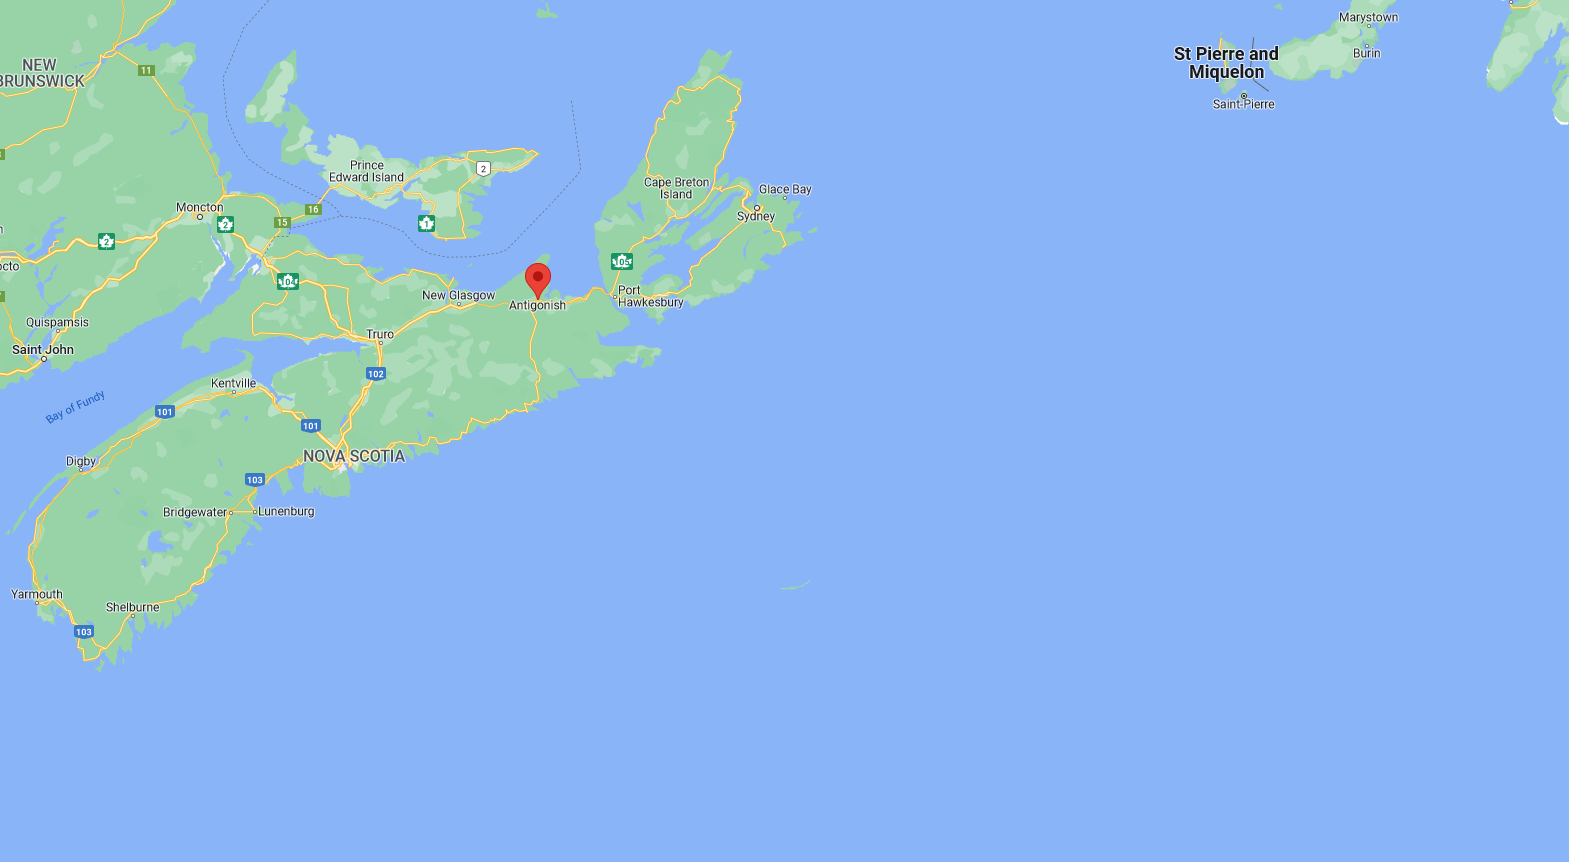 Marystown
Burin
St Pierre and
Miquelon
Saint-Pierre
NEW
BRUNSWICK
11
Prince
Edward Island
2
Cape Breton
Island
Glace Bay
Sydney
Moncton
2
15
16
1
2
105
104
New Glasgow
Antigonish
Port
Hawkesbury
Quispamsis
Saint John
Truro
102
Kentville
Bay of Fundy
101
101
NOVA SCOTIA
Digby
103
Bridgewater
Lunenburg
Yarmouth
Shelburne
103